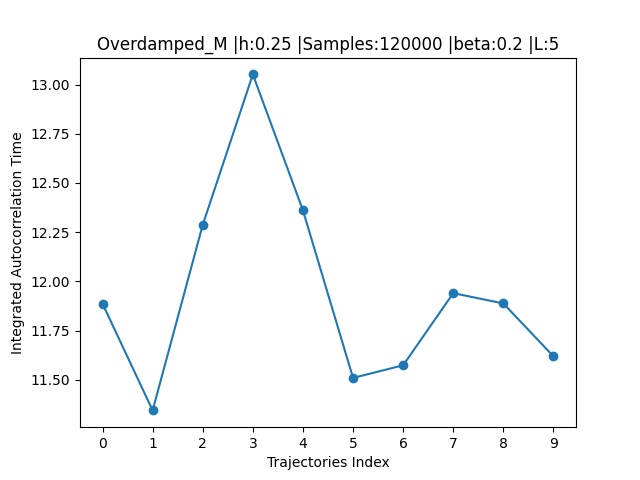 Overdamped_M |h:0.25 |Samples:120000 |beta:0.2 |L:5
Integrated Autocorrelation Time
13.00
12.75
12.50
12.25
12.00
11.75
11.50
0 1 2 3 4 5 6 7 8 9
Trajectories Index